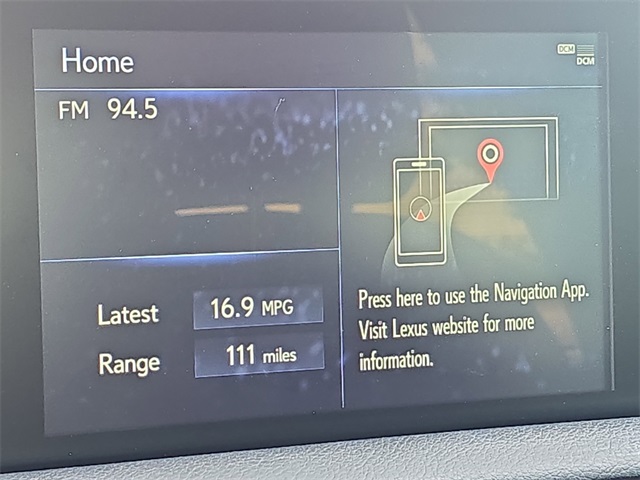 Home
DCM
DCM
FM 94.5
Latest 16.9 MPG
Range 111 miles
Press here to use the Navigation App.
Visit Lexus website for more
information.